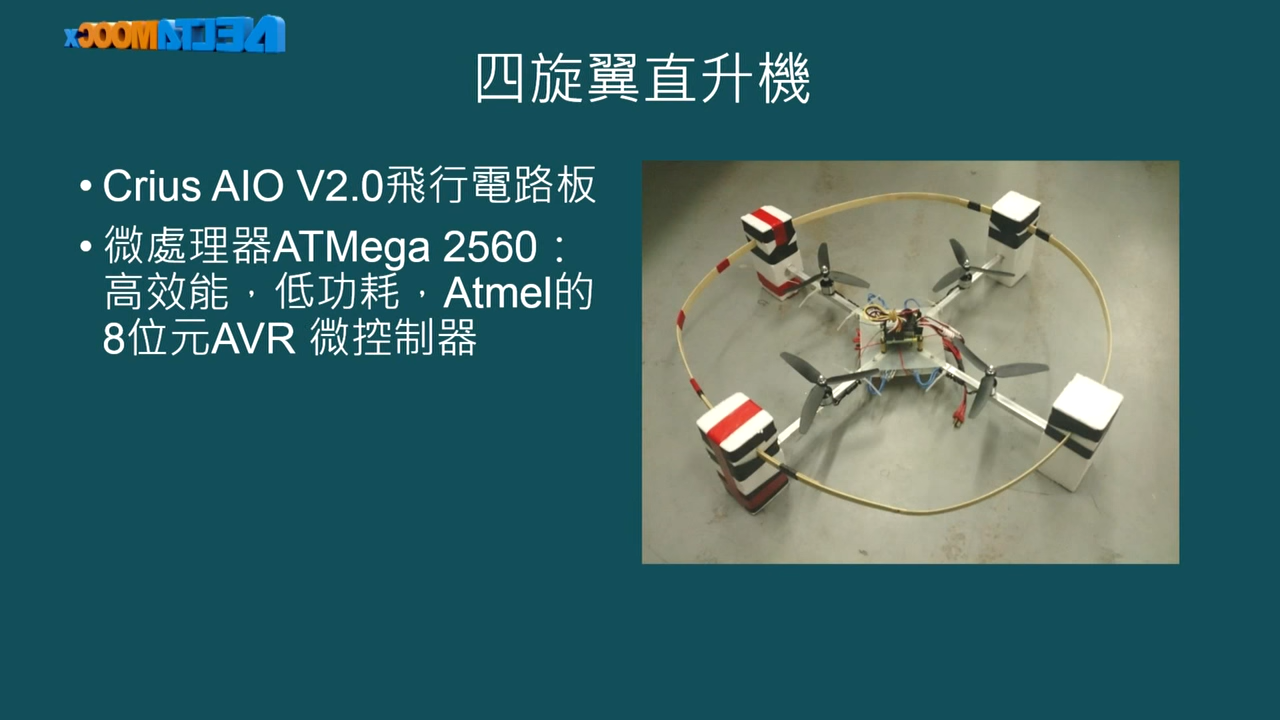 DELTAMOOCx
四旋翼直升機
• Crius AIO V2.0飛行電路板
• 微處理器ATMega 2560：
高效能，低功耗，Atmel的
8位元AVR 微控制器